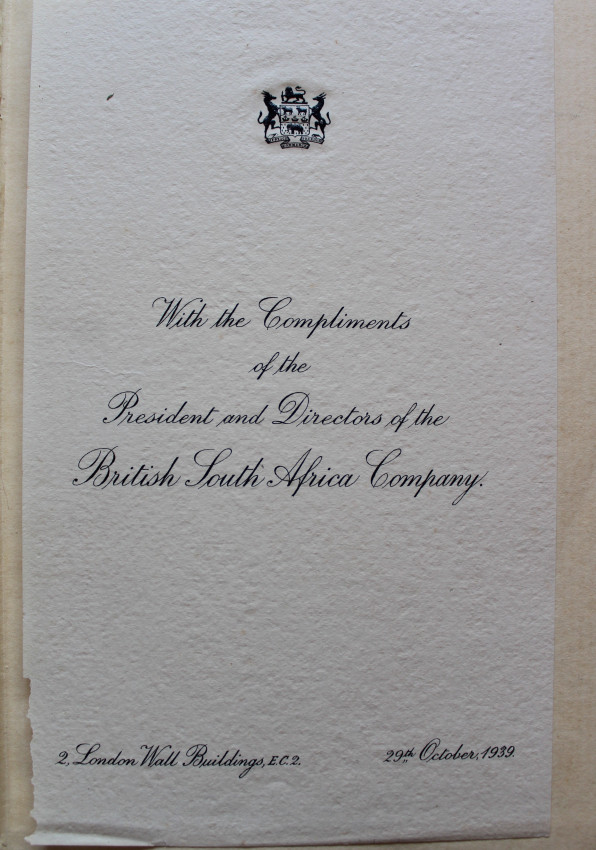 With the Compliments
of the
President and Directors of the
British South Africa Company.
2, London Wall Buildings, E.C.2. 29th October, 1939.